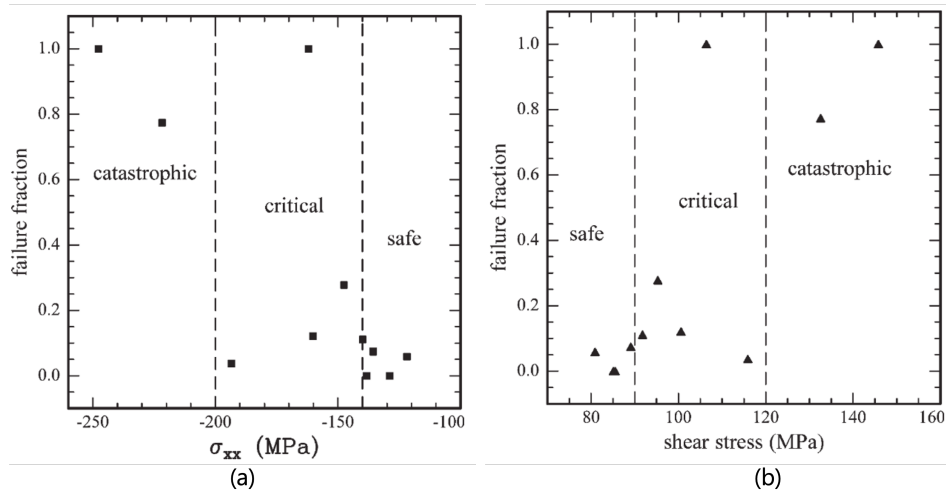 1.0
0.8
0.6
0.4
0.2
0.0
failure fraction
catastrophic
critical
safe
-250 -200 -150 -100
σxx (MPa)
(a)
1.0
0.8
0.6
0.4
0.2
0.0
failure fraction
safe
critical
catastrophic
80 100 120 140 160
shear stress (MPa)
(b)